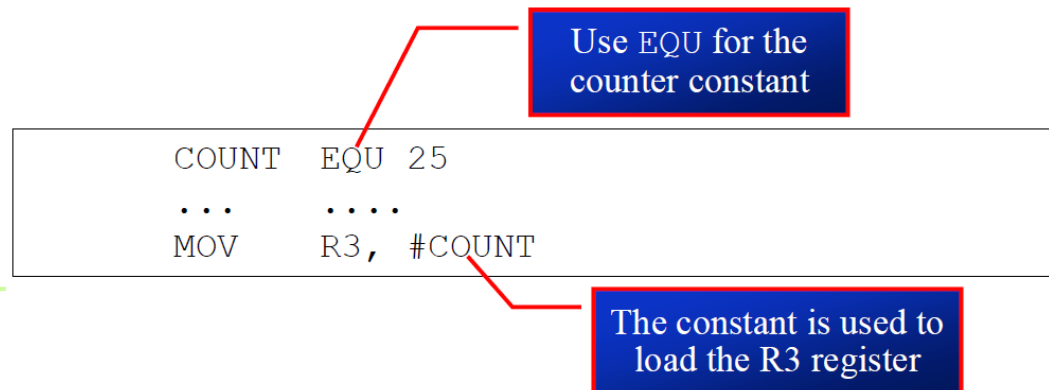 Use EQU for the
counter constant
COUNT EQU 25
... ....
MOV R3, #COUNT
The constant is used to
load the R3 register